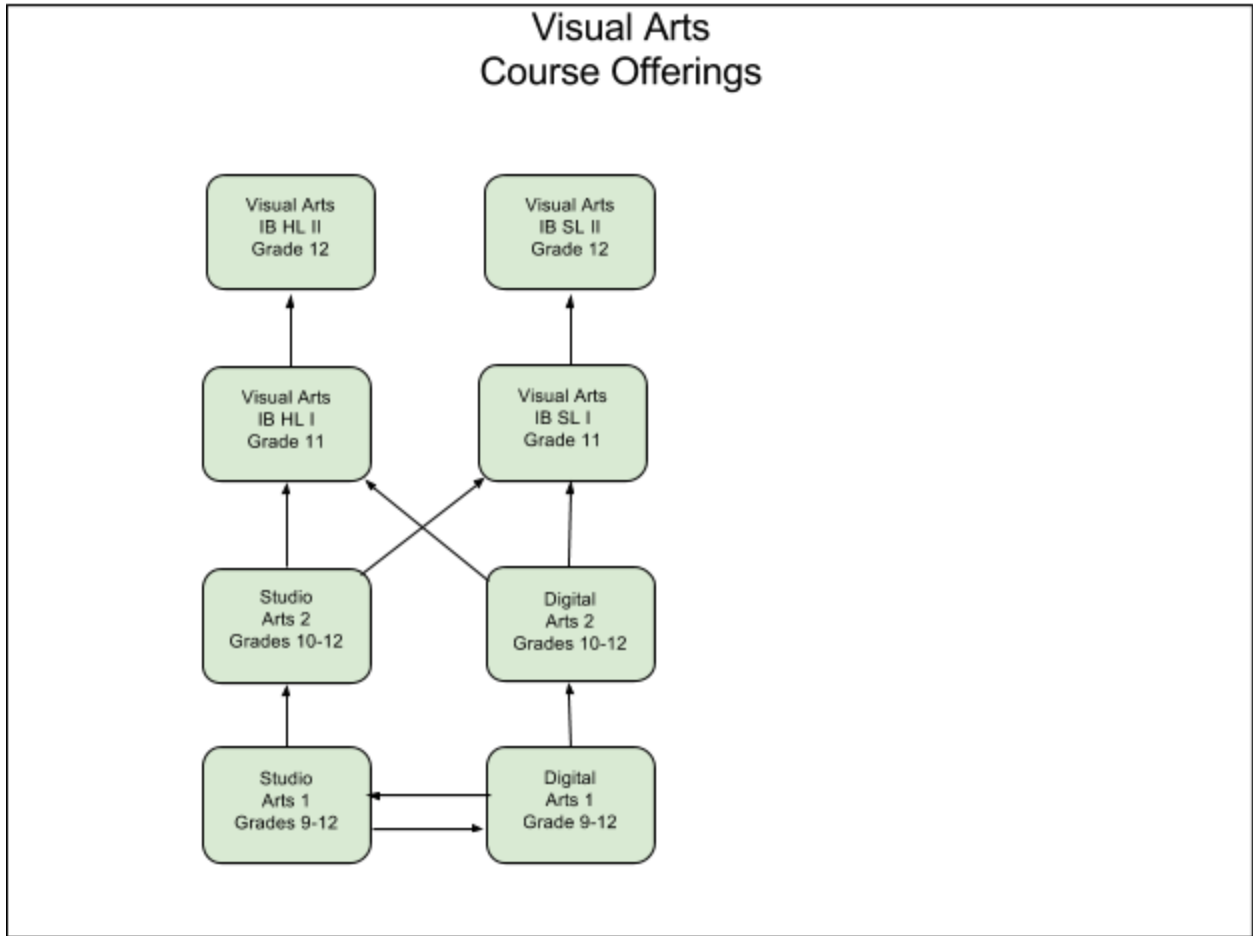 Visual Arts
Course Offerings
Visual Arts
IB HL II
Grade 12
Visual Arts
IB SL II
Grade 12
Visual Arts
IB HL I
Grade 11
Visual Arts
IB SL I
Grade 11
Studio
Arts 2
Grades 10-12
Digital
Arts 2
Grades 10-12
Studio
Arts 1
Grades 9-12
Digital
Arts 1
Grade 9-12